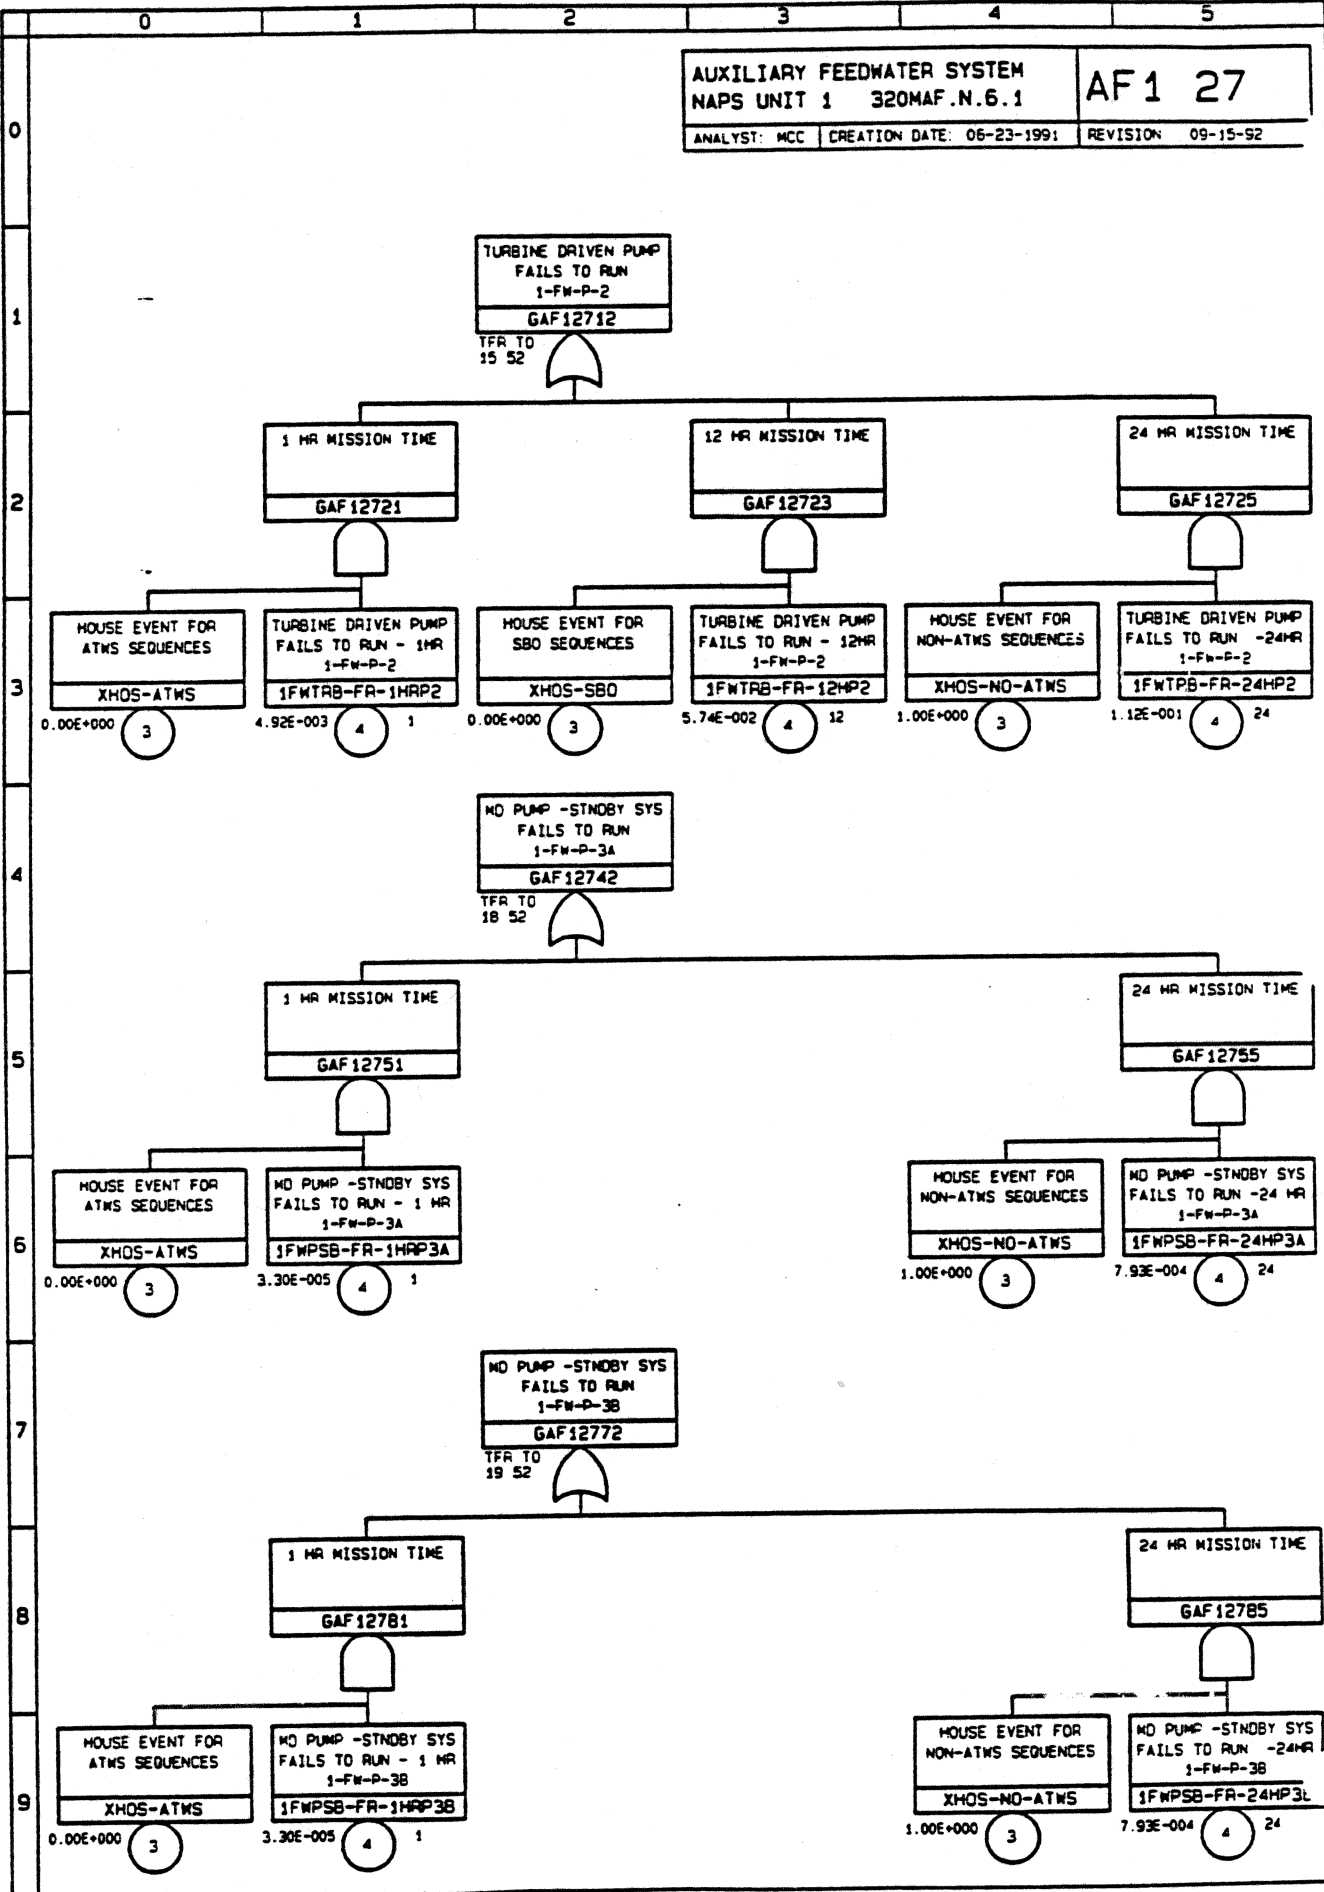 0 1 2 3 4 5
AUXILIARY FEEDWATER SYSTEM
NAPS UNIT 1 320MAF.N.6.1
AF1 27
ANALYST: MCC CREATION DATE: 06-23-1991 REVISION 09-15-92
0
TURBINE DRIVEN PUMP
FAILS TO RUN
1-FW-P-2
GAF12712
TFR TO
15 52
1
1 HR MISSION TIME
GAF12721
12 HR MISSION TIME
GAF12723
24 HR MISSION TIME
GAF12725
2
HOUSE EVENT FOR
ATWS SEQUENCES
XHOS-ATWS
0.00E+000 3
TURBINE DRIVEN PUMP
FAILS TO RUN - 1HR
1-FW-P-2
1FWTRB-FR-1HRP2
4.92E-003 4 1
HOUSE EVENT FOR
SBO SEQUENCES
XHOS-SBO
0.00E+000 3
TURBINE DRIVEN PUMP
FAILS TO RUN - 12HR
1-FW-P-2
1FWTRB-FR-12HP2
5.74E-002 4 12
HOUSE EVENT FOR
NON-ATWS SEQUENCES
XHOS-NO-ATWS
1.00E+000 3
TURBINE DRIVEN PUMP
FAILS TO RUN -24HR
1-FW-P-2
1FWTPB-FR-24HP2
1.12E-001 4 24
3
MD PUMP -STNDBY SYS
FAILS TO RUN
1-FW-P-3A
GAF12742
TFR TO
18 52
4
1 HR MISSION TIME
GAF12751
24 HR MISSION TIME
GAF12755
5
HOUSE EVENT FOR
ATWS SEQUENCES
XHOS-ATWS
0.00E+000 3
MD PUMP -STNDBY SYS
FAILS TO RUN - 1 HR
1-FW-P-3A
1FWPSB-FR-1HRP3A
3.30E-005 4 1
HOUSE EVENT FOR
NON-ATWS SEQUENCES
XHOS-NO-ATWS
1.00E+000 3
MD PUMP -STNDBY SYS
FAILS TO RUN -24 HR
1-FW-P-3A
1FWPSB-FR-24HP3A
7.93E-004 4 24
6
MD PUMP -STNDBY SYS
FAILS TO RUN
1-FW-P-3B
GAF12772
TFR TO
19 52
7
1 HR MISSION TIME
GAF12781
24 HR MISSION TIME
GAF12785
8
HOUSE EVENT FOR
ATWS SEQUENCES
XHOS-ATWS
0.00E+000 3
MD PUMP -STNDBY SYS
FAILS TO RUN - 1 HR
1-FW-P-3B
1FWPSB-FR-1HRP3B
3.30E-005 4 1
HOUSE EVENT FOR
NON-ATWS SEQUENCES
XHOS-NO-ATWS
1.00E+000 3
MD PUMP -STNDBY SYS
FAILS TO RUN -24HR
1-FW-P-3B
7.93E-004 4 24
9